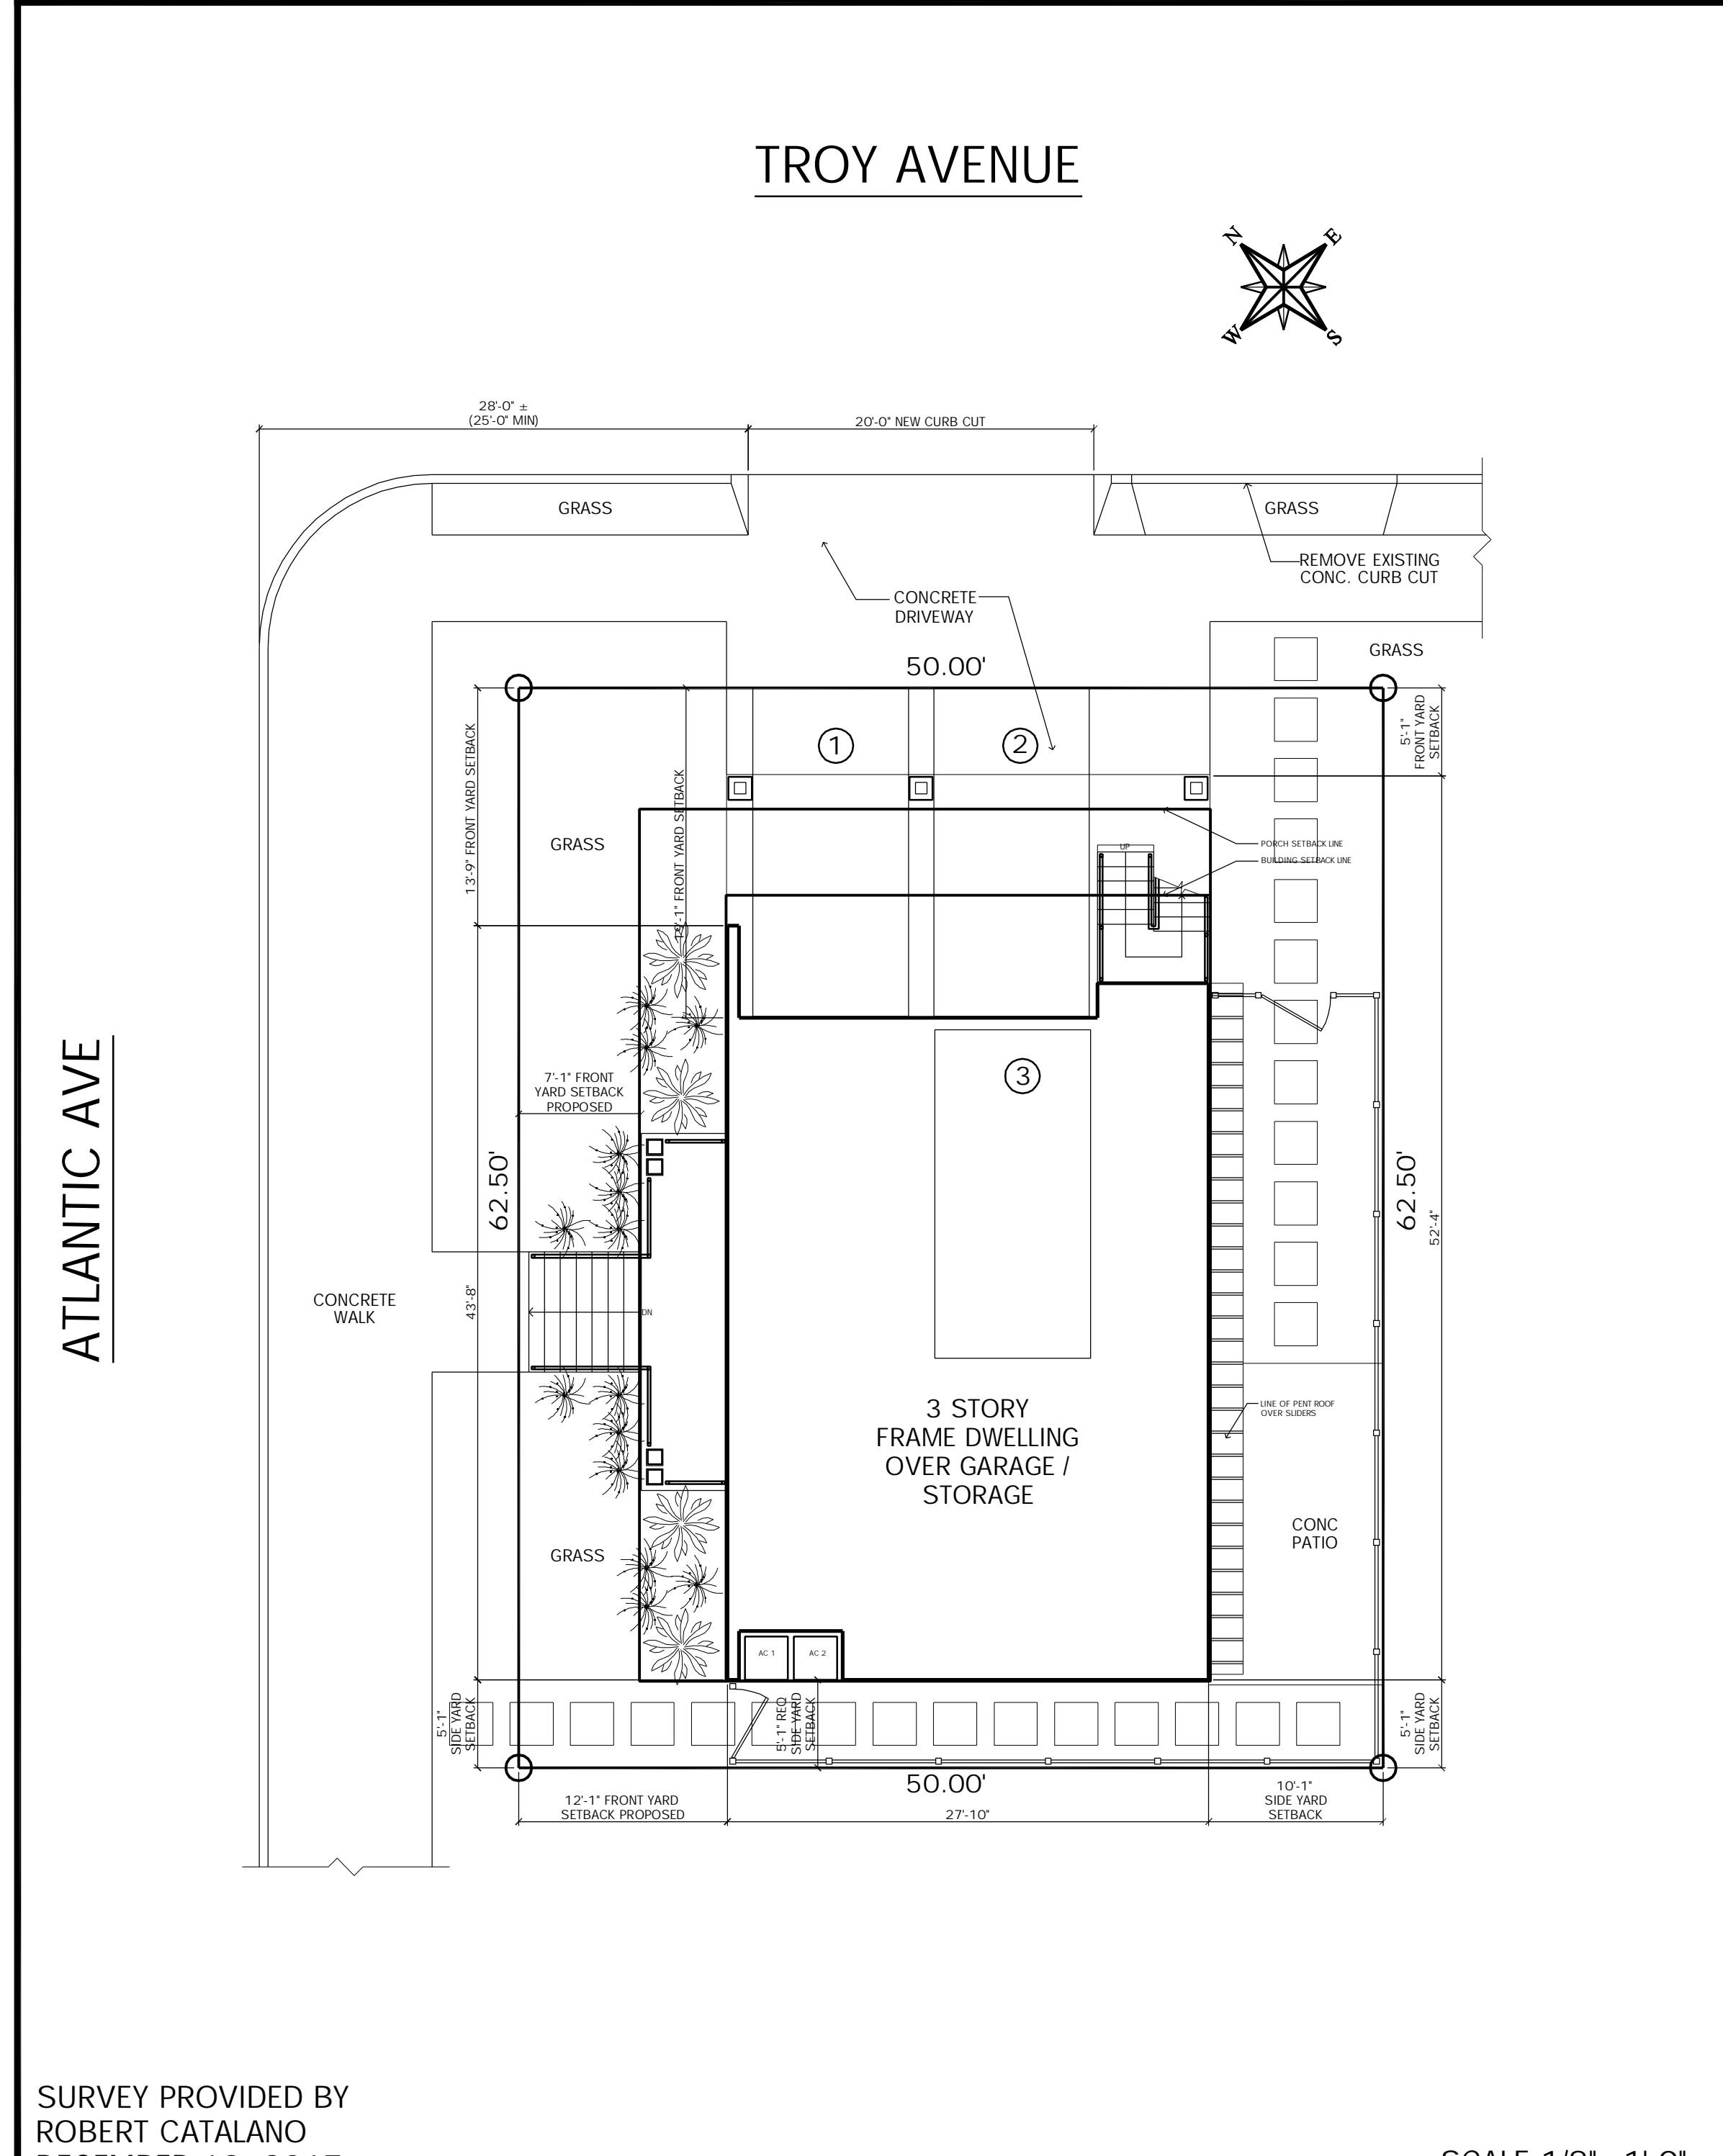 TROY AVENUE
N
E
W
S
28'-0" ±
(25'-0" MIN)
20'-0" NEW CURB CUT
GRASS
GRASS
REMOVE EXISTING
CONC. CURB CUT
CONCRETE
DRIVEWAY
GRASS
50.00'
1
2
13'-9" FRONT YARD SETBACK
5'-1"
FRONT YARD
SETBACK
GRASS
UP
PORCH SETBACK LINE
BUILDING SETBACK LINE
FRONT YARD SETBACK
3
7'-1" FRONT
YARD SETBACK
PROPOSED
ATLANTIC AVE
62.50'
62.50'
52'-4"
43'-8"
CONCRETE
WALK
DN
3 STORY
FRAME DWELLING
OVER GARAGE /
STORAGE
LINE OF PENT ROOF
OVER SLIDERS
CONC
PATIO
GRASS
AC 1
AC 2
5'-1"
SIDE YARD
SETBACK
5'-1" REQ
SIDE YARD
SETBACK
5'-1"
SIDE YARD
SETBACK
50.00'
12'-1" FRONT YARD
SETBACK PROPOSED
27'-10"
10'-1"
SIDE YARD
SETBACK
SURVEY PROVIDED BY
ROBERT CATALANO